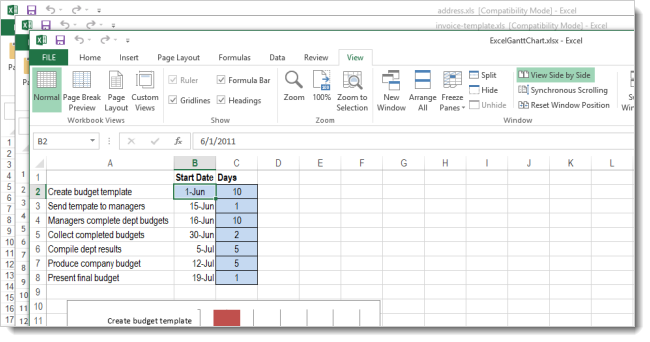 address.xls [Compatibility Mode] - Excel
invoice-template.xls [Compatibility Mode] - Excel
ExcelGanttChart.xlsx - Excel
FILE Home Insert Page Layout Formulas Data Review View
Normal Page Break Preview Page Layout Custom Views
Workbook Views
Ruler Formula Bar
Gridlines Headings
Show
Zoom 100% Zoom to Selection
Zoom
New Window Arrange All Freeze Panes
Split
Hide
Unhide
View Side by Side
Synchronous Scrolling
Reset Window Position
Window
B2 fx 6/1/2011
A B C D E F G H I J K L
1 Start Date Days
2 Create budget template 1-Jun 10
3 Send tempate to managers 15-Jun 1
4 Managers complete dept budgets 16-Jun 10
5 Collect completed budgets 30-Jun 2
6 Compile dept results 5-Jul 5
7 Produce company budget 12-Jul 5
8 Present final budget 19-Jul 1
9
10
11 Create budget template